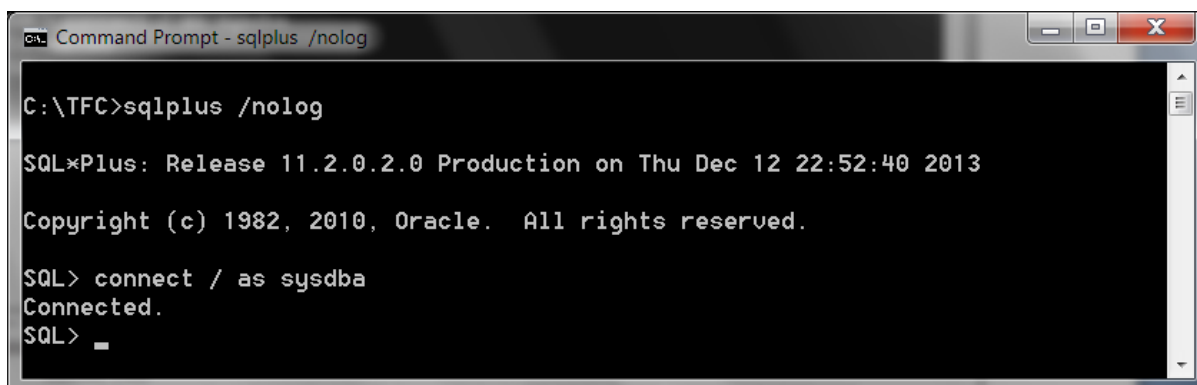 Command Prompt - sqlplus /nolog
C:\TFC>sqlplus /nolog
SQL*Plus: Release 11.2.0.2.0 Production on Thu Dec 12 22:52:40 2013
Copyright (c) 1982, 2010, Oracle.  All rights reserved.
SQL> connect / as sysdba
Connected.
SQL> _